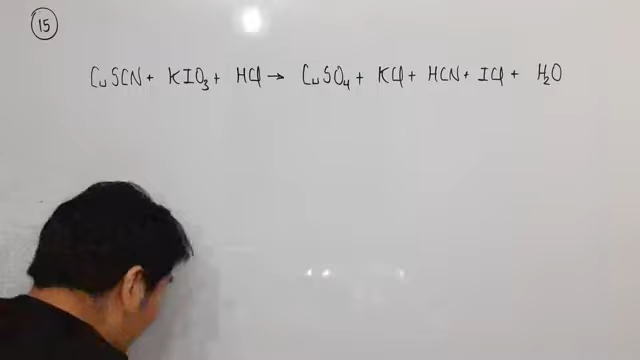 15
CuSCN + KIO₃ + HCl → CuSO₄ + KCl + HCN + ICl + H₂O